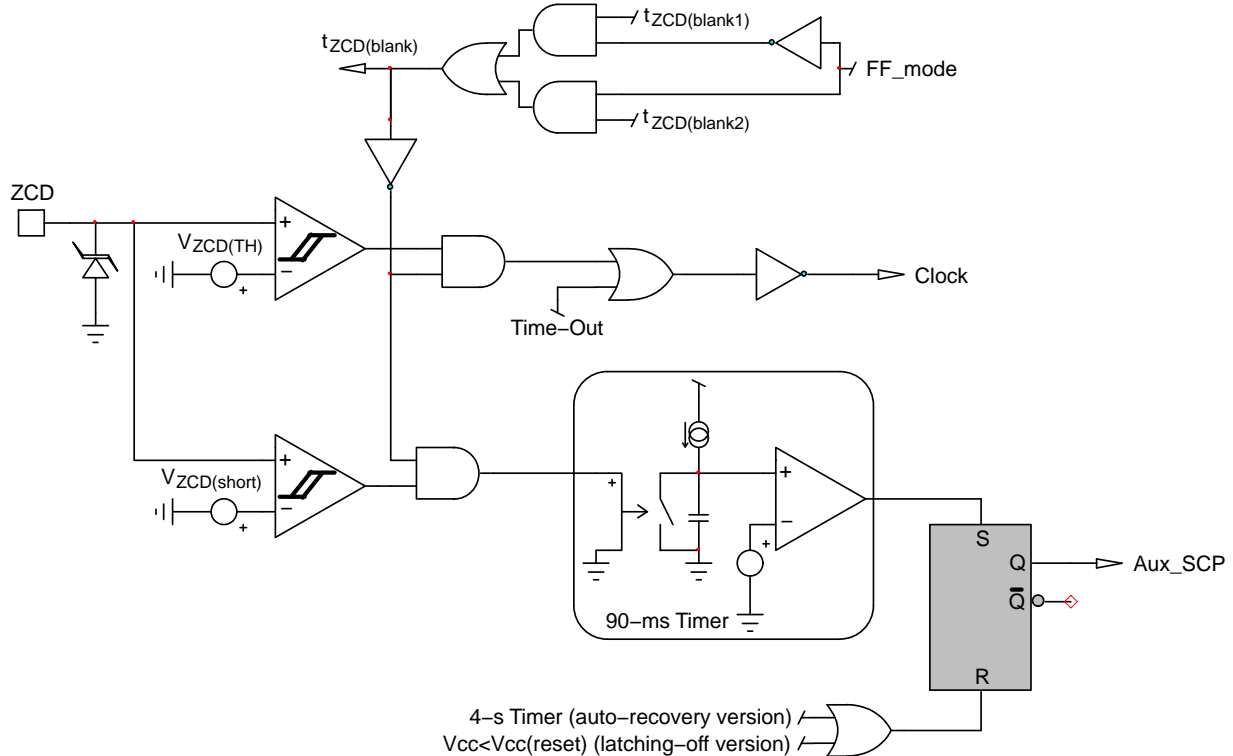 tZCD(blank1)
tZCD(blank)
FF_mode
tZCD(blank2)
ZCD
VZCD(TH)
+
−
+
Clock
Time−Out
VZCD(short)
+
−
+
+
+
−
+
90−ms Timer
S
Q
Aux_SCP
Q
R
4−s Timer (auto−recovery version)
Vcc<Vcc(reset) (latching−off version)